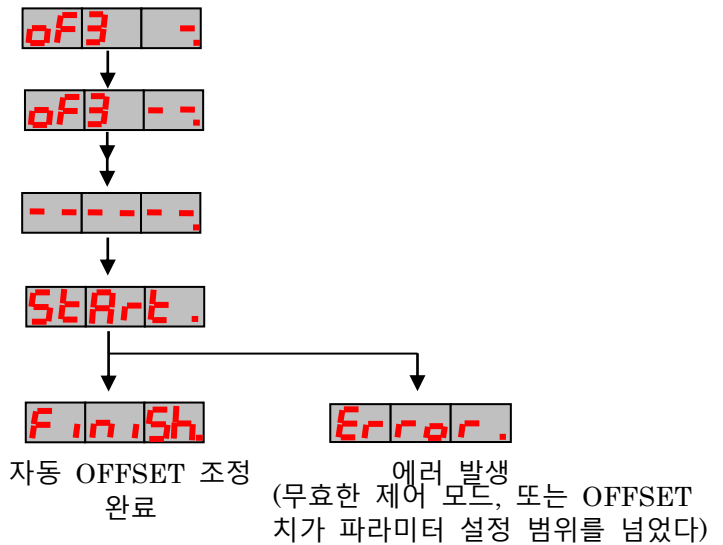 oF3 -.
oF3 - -.
- - - - - -.
StArt .
FiniSh.
Error .
자동 OFFSET 조정
완료
에러 발생
(무효한 제어 모드, 또는 OFFSET
치가 파라미터 설정 범위를 넘었다)